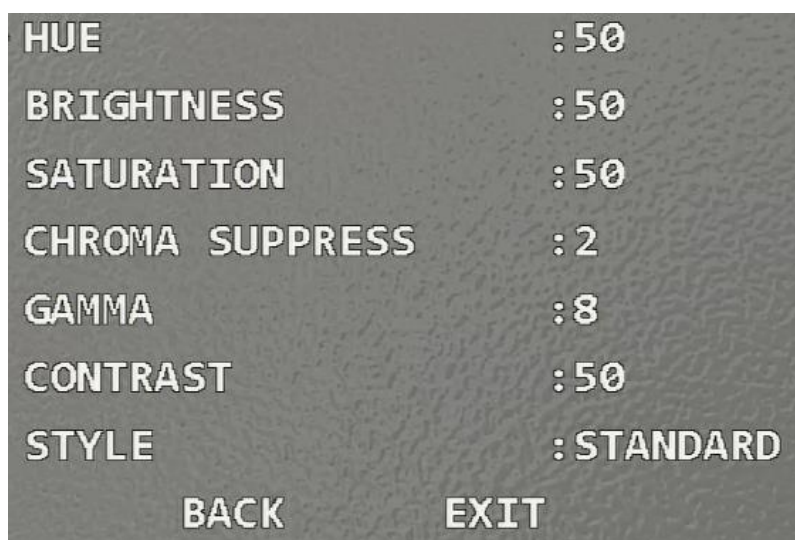 HUE :50
BRIGHTNESS :50
SATURATION :50
CHROMA SUPPRESS :2
GAMMA :8
CONTRAST :50
STYLE :STANDARD
BACK EXIT